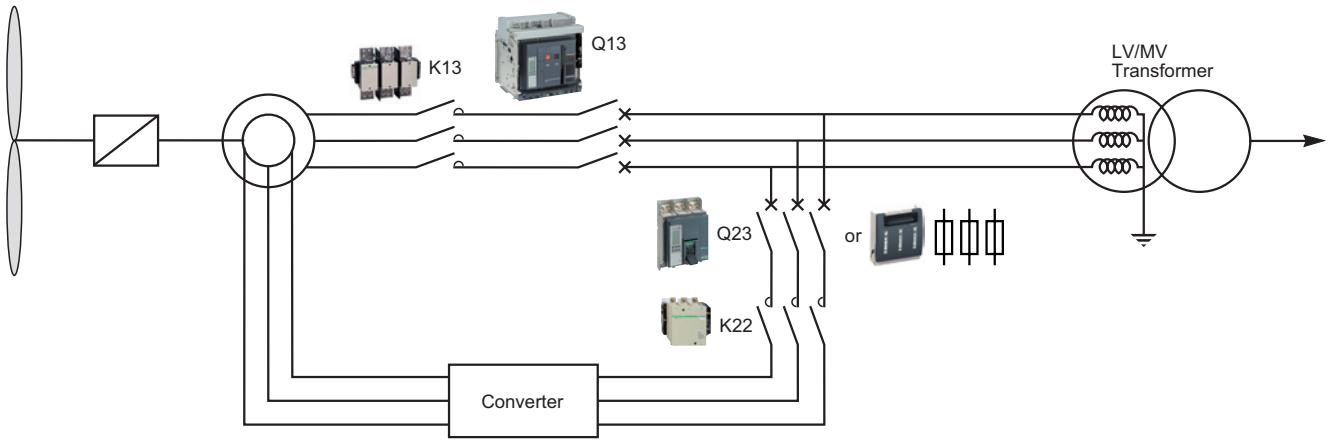 Q13
K13
LV/MV
Transformer
Q23
or
K22
Converter